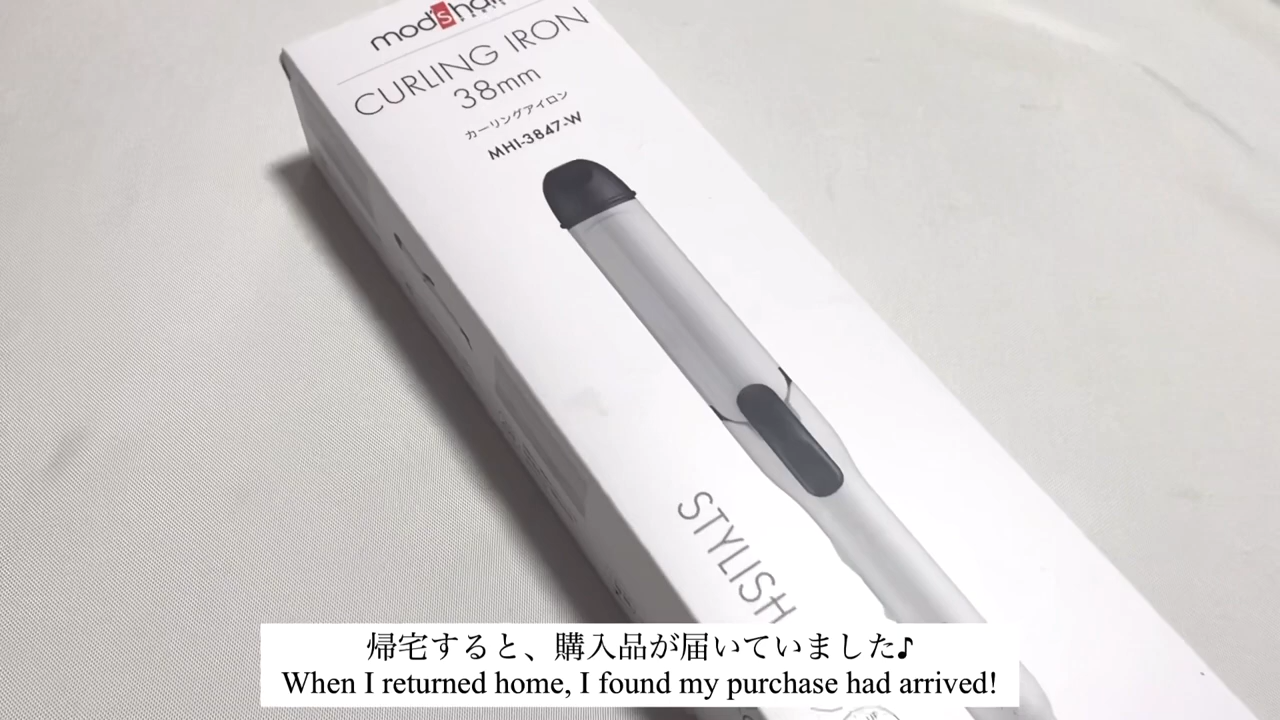 mod's hair
CURLING IRON
38mm
カーリングアイロン
MHI-3847-W
STYLISH
UP
帰宅すると、購入品が届いていました♪
When I returned home, I found my purchase had arrived!